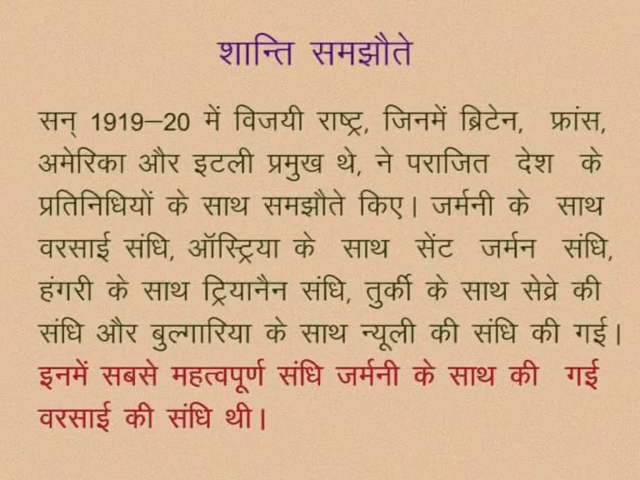 शान्ति समझौते
सन् 1919–20 में विजयी राष्ट्र, जिनमें ब्रिटेन, फ्रांस,
अमेरिका और इटली प्रमुख थे, ने पराजित देश के
प्रतिनिधियों के साथ समझौते किए। जर्मनी के साथ
वरसाई संधि, ऑस्ट्रिया के साथ सेंट जर्मन संधि,
हंगरी के साथ ट्रियानैन संधि, तुर्की के साथ सेव्रे की
संधि और बुल्गारिया के साथ न्यूली की संधि की गई।
इनमें सबसे महत्वपूर्ण संधि जर्मनी के साथ की गई
वरसाई की संधि थी।